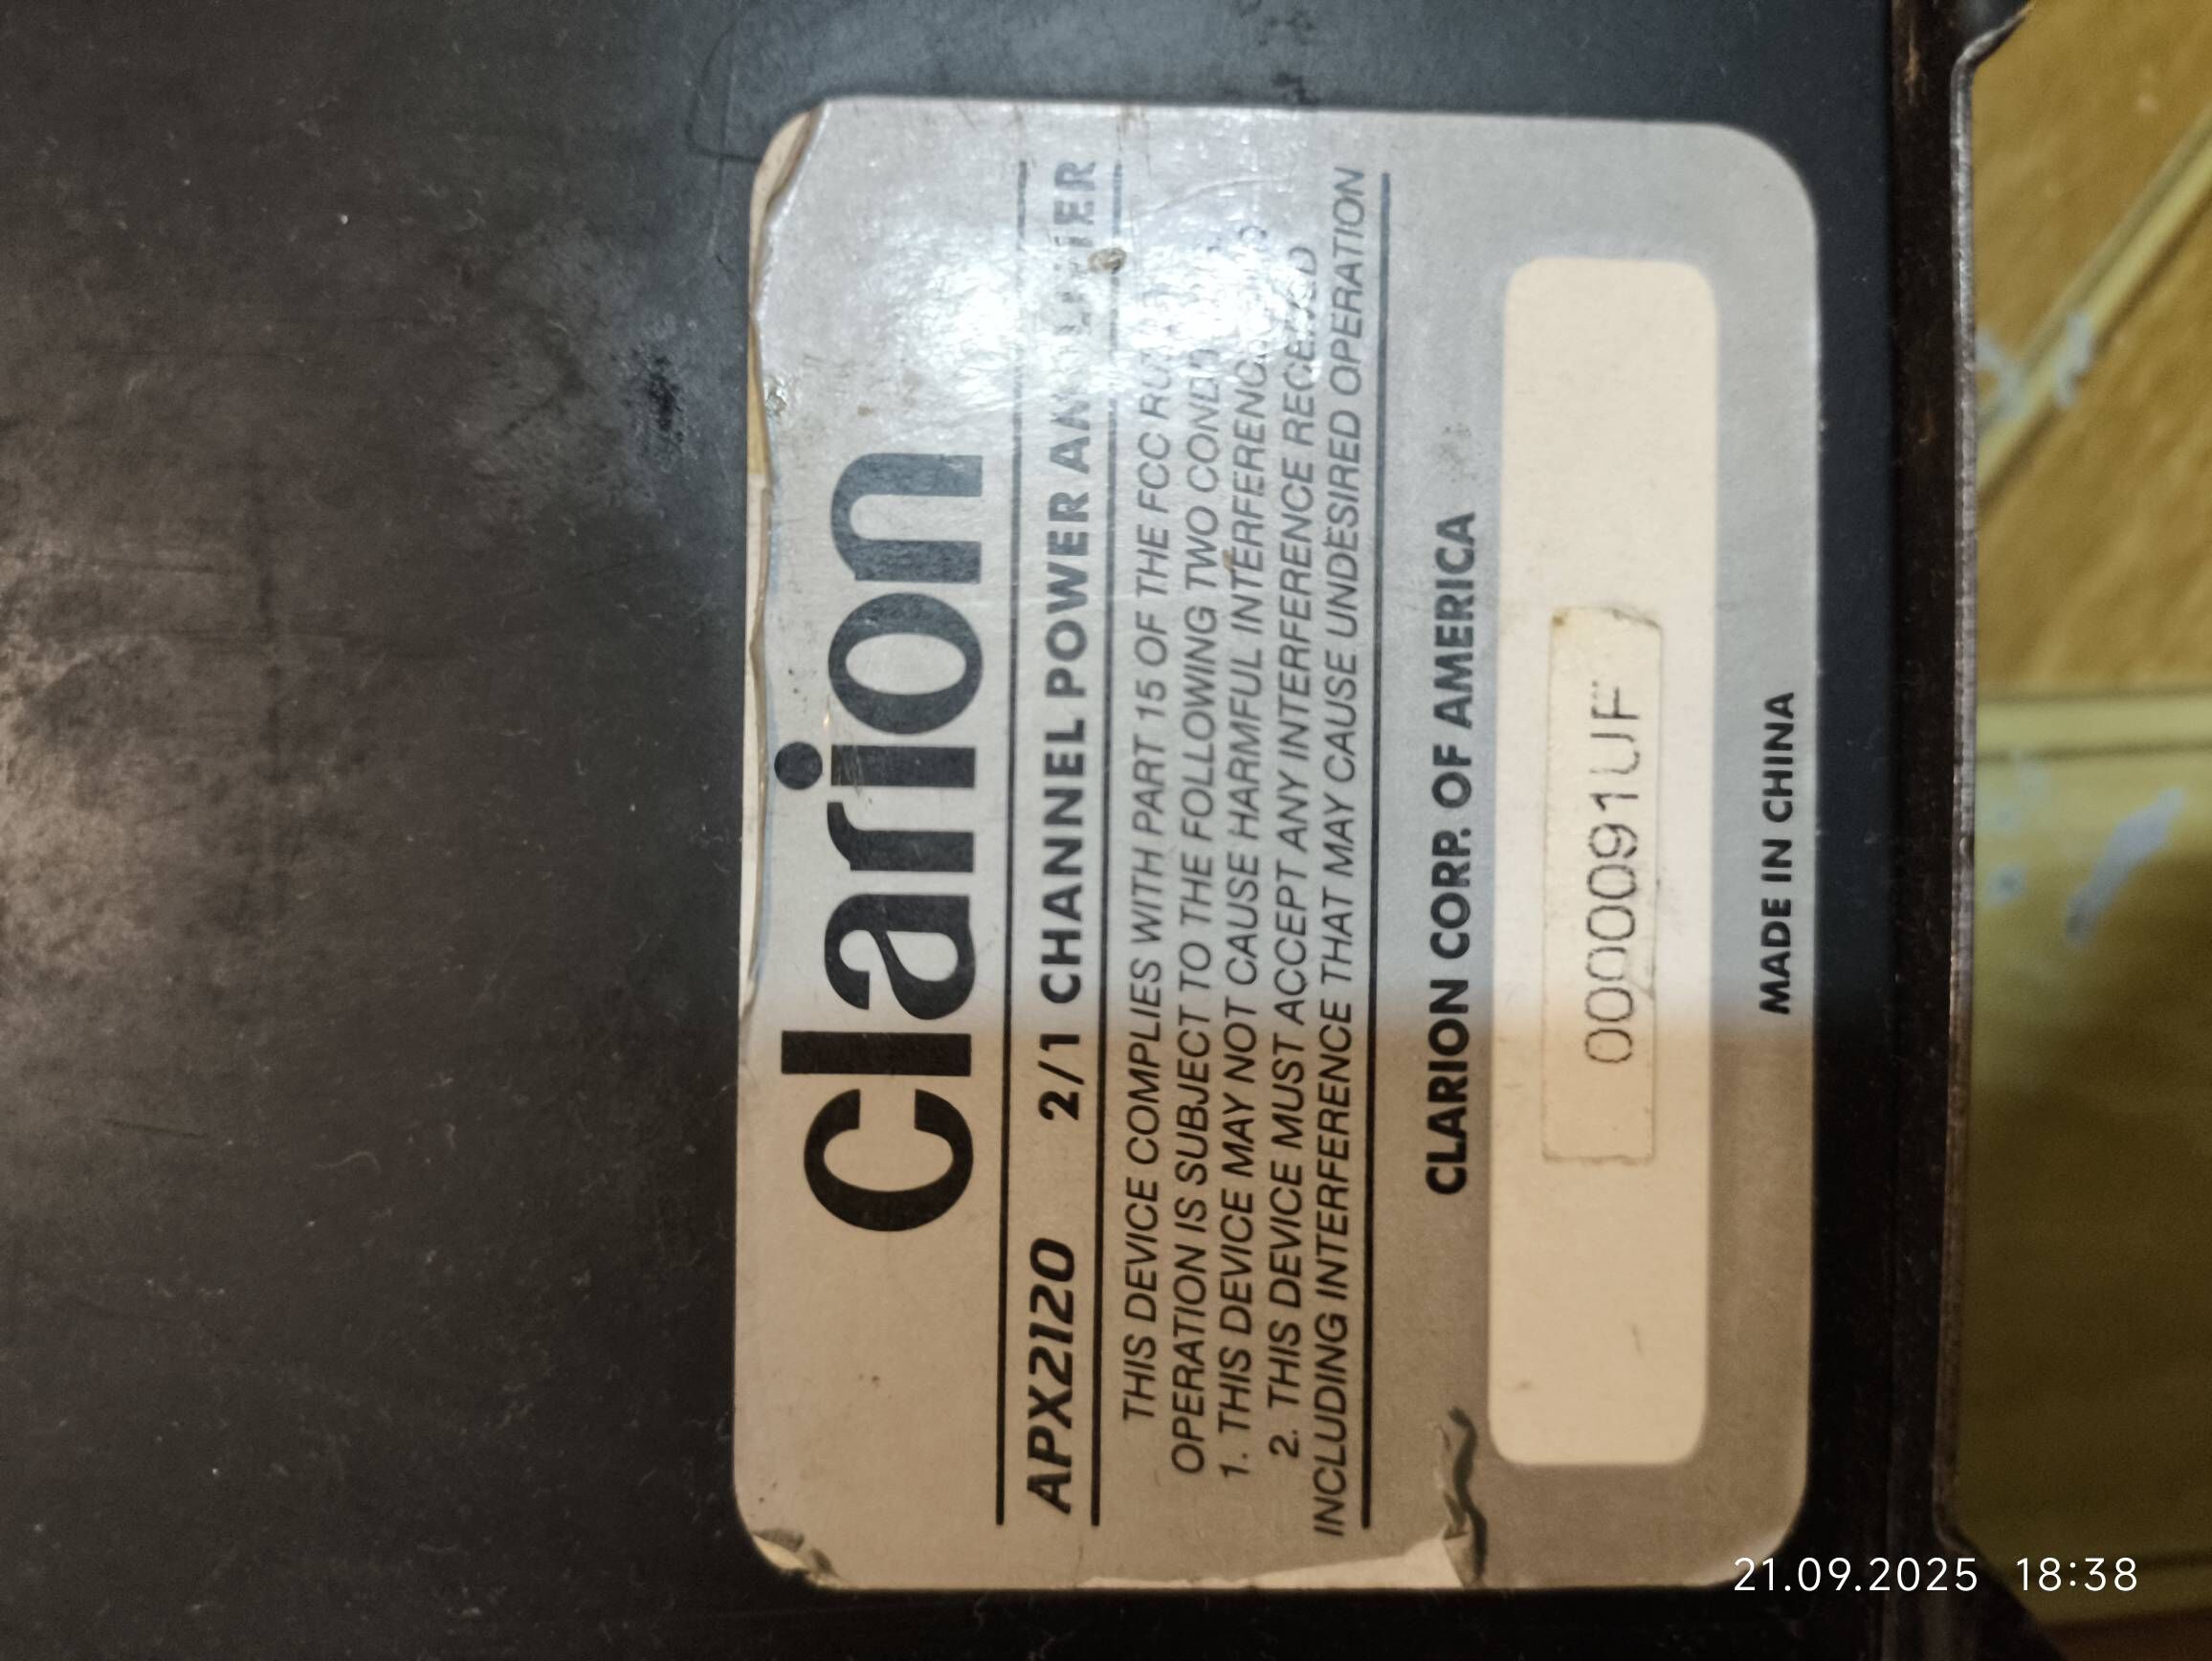 Clarion
APX2120 2/1 CHANNEL POWER AMPLIFIER
THIS DEVICE COMPLIES WITH PART 15 OF THE FCC
OPERATION IS SUBJECT TO THE FOLLOWING TWO
1. THIS DEVICE MAY NOT CAUSE HARMFUL INTERFERENCE
2. THIS DEVICE MUST ACCEPT ANY INTERFERENCE RECEIVED
INCLUDING INTERFERENCE THAT MAY CAUSE UNDESIRED OPERATION
CLARION CORP. OF AMERICA
0000091UF
MADE IN CHINA
21.09.2025 18:38